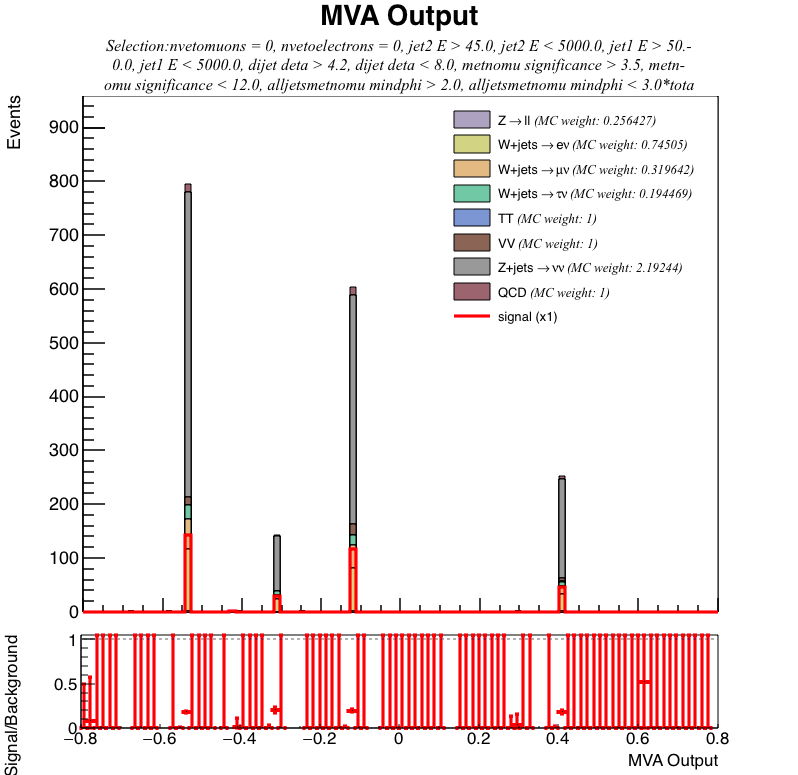 MVA Output
Selection:nvetomuons = 0, nvetoelectrons = 0, jet2 E > 45.0, jet2 E < 5000.0, jet1 E > 50.-
0.0, jet1 E < 5000.0, dijet deta > 4.2, dijet deta < 8.0, metnomu significance > 3.5, metn-
omu significance < 12.0, alljetsmetnomu mindphi > 2.0, alljetsmetnomu mindphi < 3.0*tota
Events
900
800
700
600
500
400
300
200
100
0
Z→ll (MC weight: 0.256427)
W+jets→eν (MC weight: 0.74505)
W+jets→μν (MC weight: 0.319642)
W+jets→τν (MC weight: 0.194469)
TT (MC weight: 1)
VV (MC weight: 1)
Z+jets→νν (MC weight: 2.19244)
QCD (MC weight: 1)
signal (x1)
Signal/Background
1
0.5
0
−0.8 −0.6 −0.4 −0.2 0 0.2 0.4 0.6 0.8
MVA Output